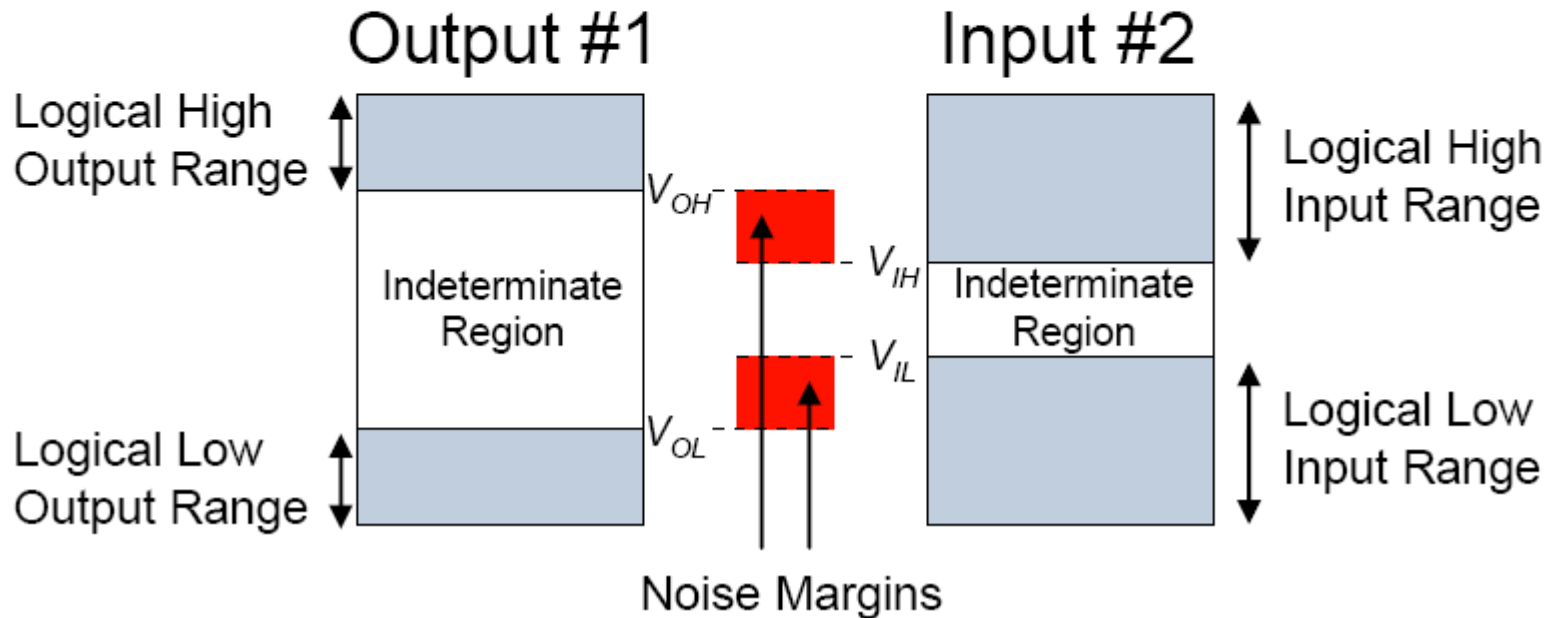 Output #1
Input #2
Logical High
Output Range
V_OH
Logical High
Input Range
V_IH
Indeterminate
Region
Indeterminate
Region
V_IL
V_OL
Logical Low
Output Range
Logical Low
Input Range
Noise Margins